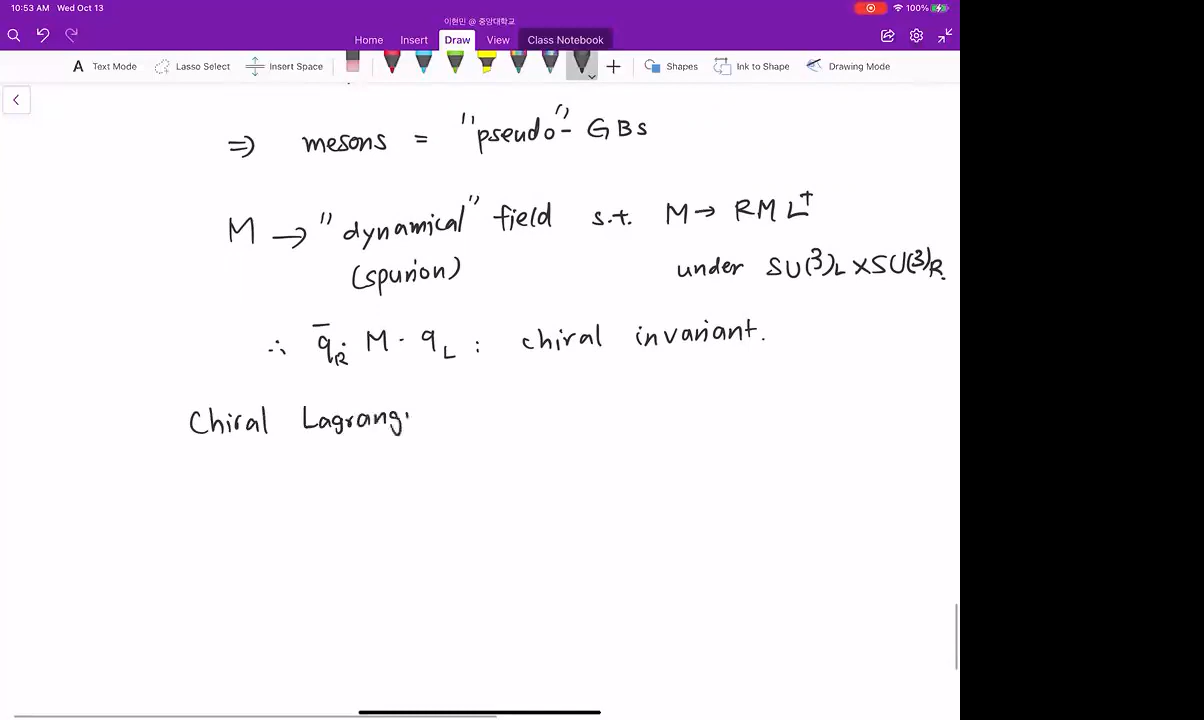 10:53 AM Wed Oct 13
100%
이현민 @ 중앙대학교
Home Insert Draw View Class Notebook
Text Mode Lasso Select Insert Space Shapes Ink to Shape Drawing Mode
⇒ mesons = "pseudo"- GBs
M → "dynamical" field s.t. M → R M L†
(spurion) under SU(3)L × SU(3)R.
∴ q̄R · M · qL : chiral invariant.
Chiral Lagrang